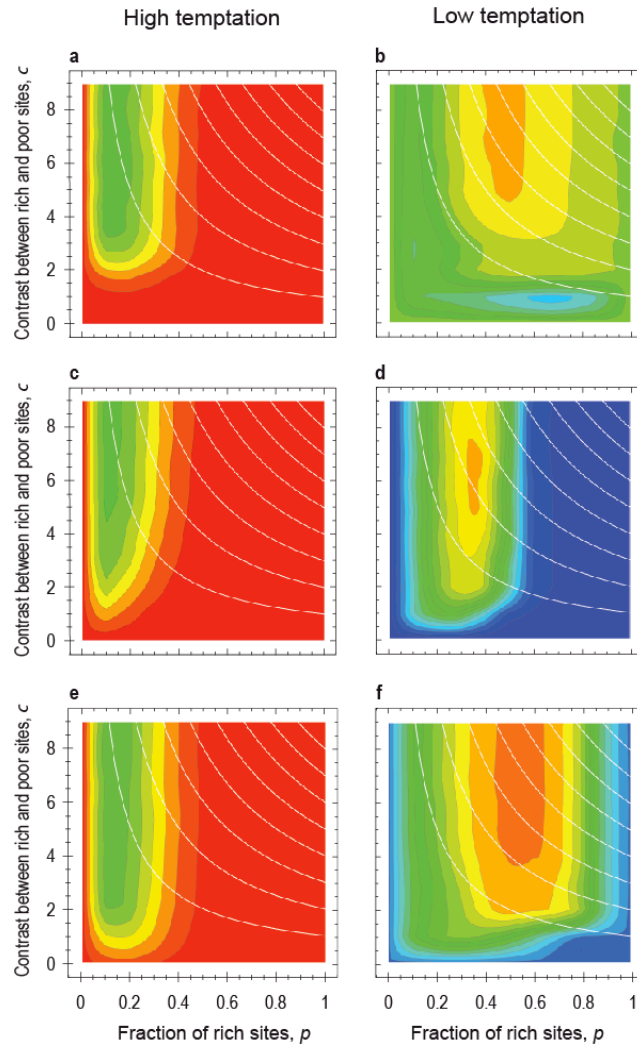 High temptation Low temptation
a b
Contrast between rich and poor sites, c
8
6
4
2
0
c d
Contrast between rich and poor sites, c
8
6
4
2
0
e f
Contrast between rich and poor sites, c
8
6
4
2
0
0 0.2 0.4 0.6 0.8 1 0 0.2 0.4 0.6 0.8 1
Fraction of rich sites, p Fraction of rich sites, p